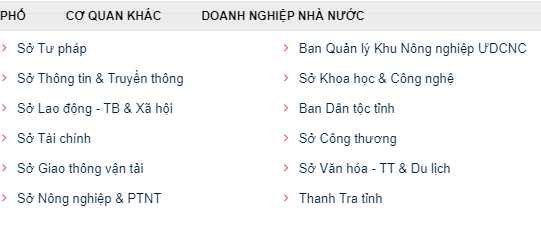 PHỐ CƠ QUAN KHÁC DOANH NGHIỆP NHÀ NƯỚC
Sở Tư pháp
Sở Thông tin & Truyền thông
Sở Lao động - TB & Xã hội
Sở Tài chính
Sở Giao thông vận tải
Sở Nông nghiệp & PTNT
Ban Quản lý Khu Nông nghiệp ƯDCNC
Sở Khoa học & Công nghệ
Ban Dân tộc tỉnh
Sở Công thương
Sở Văn hóa - TT & Du lịch
Thanh Tra tỉnh